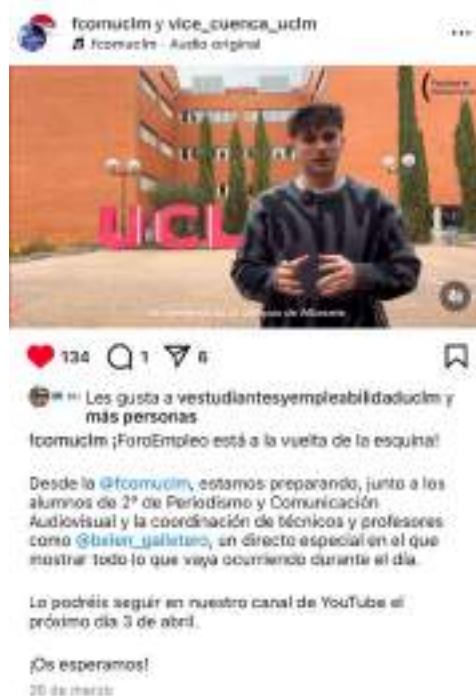 fcomuclm y vice_cuenca_uclm
fcomuclm · Audio original
UCL
134 1 6
Les gusta a vestudiantesyempleabilidaduclm y
más personas
fcomuclm ¡ForoEmpleo está a la vuelta de la esquina!
Desde la @fcomuclm, estamos preparando, junto a los
alumnos de 2º de Periodismo y Comunicación
Audiovisual y la coordinación de técnicos y profesores
como @belen_galletero, un directo especial en el que
mostrar todo lo que vaya ocurriendo durante el día.
Lo podréis seguir en nuestro canal de YouTube el
próximo día 3 de abril.
¡Os esperamos!
de marzo